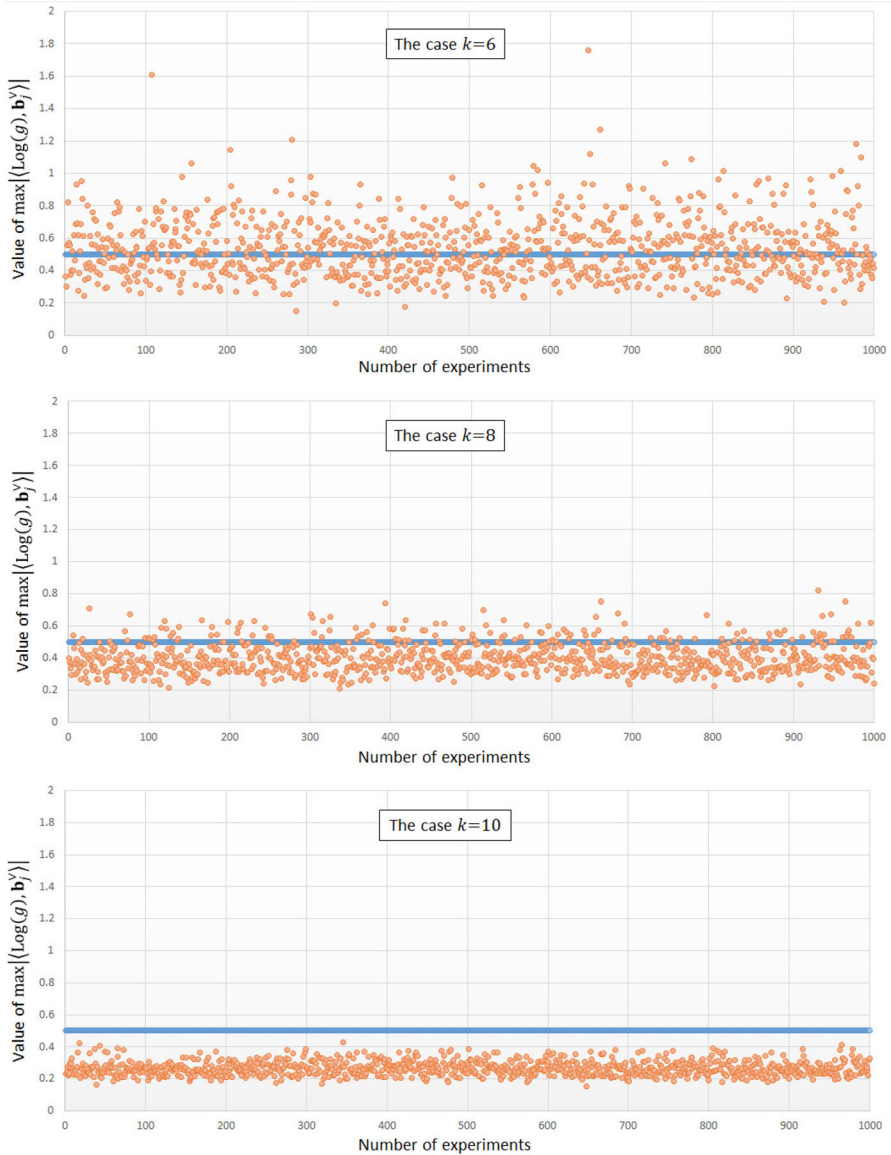 2
1.8
1.6
1.4
1.2
1
0.8
0.6
0.4
0.2
0
The case k=6
Value of max|⟨Log(g), b_j^∨⟩|
0 100 200 300 400 500 600 700 800 900 1000
Number of experiments
2
1.8
1.6
1.4
1.2
1
0.8
0.6
0.4
0.2
0
The case k=8
Value of max|⟨Log(g), b_j^∨⟩|
0 100 200 300 400 500 600 700 800 900 1000
Number of experiments
2
1.8
1.6
1.4
1.2
1
0.8
0.6
0.4
0.2
0
The case k=10
Value of max|⟨Log(g), b_j^∨⟩|
0 100 200 300 400 500 600 700 800 900 1000
Number of experiments